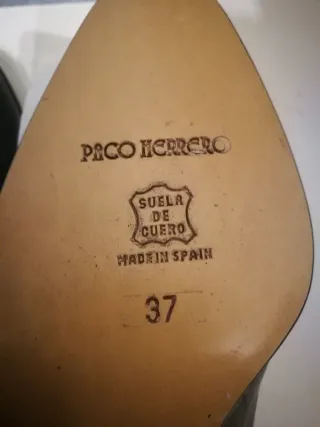 PACO HERRERO
SUELA
DE
CUERO
MADE IN SPAIN
37